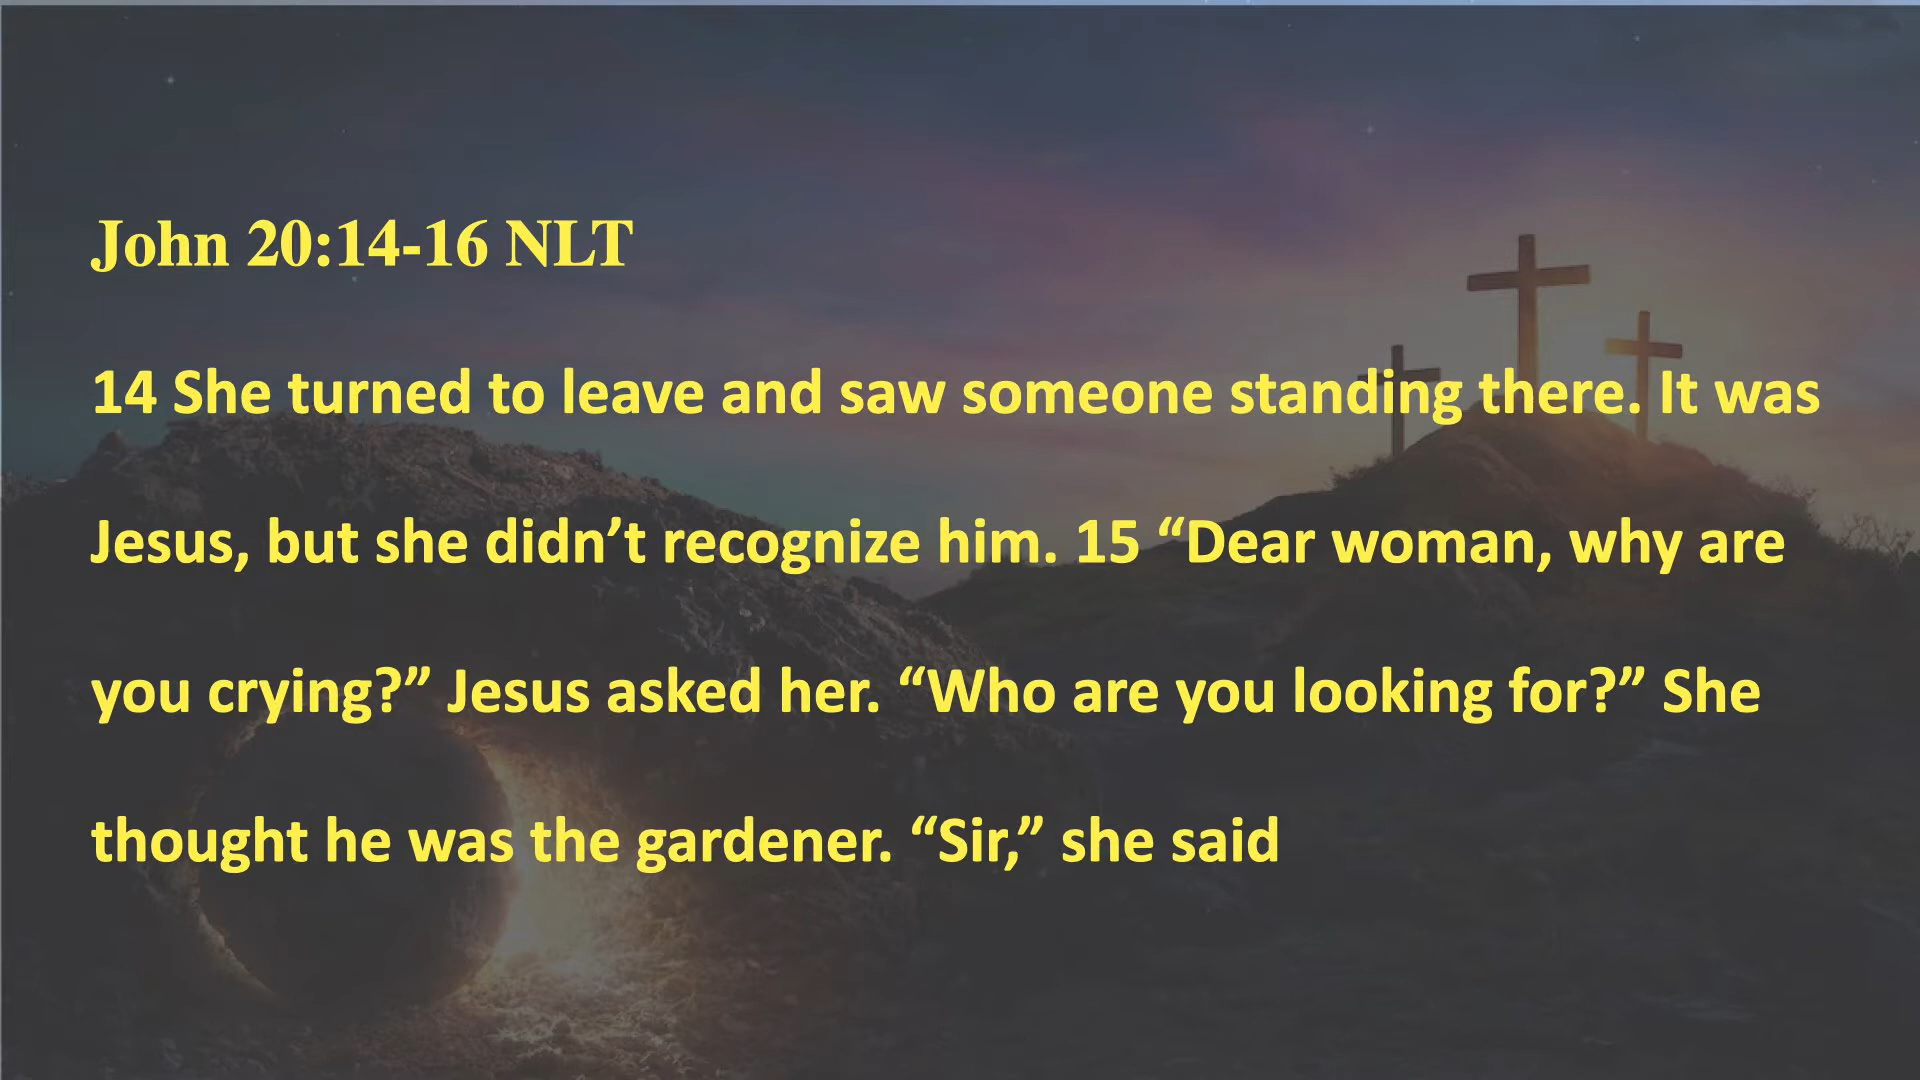 John 20:14-16 NLT
14 She turned to leave and saw someone standing there. It was
Jesus, but she didn’t recognize him. 15 “Dear woman, why are
you crying?” Jesus asked her. “Who are you looking for?” She
thought he was the gardener. “Sir,” she said